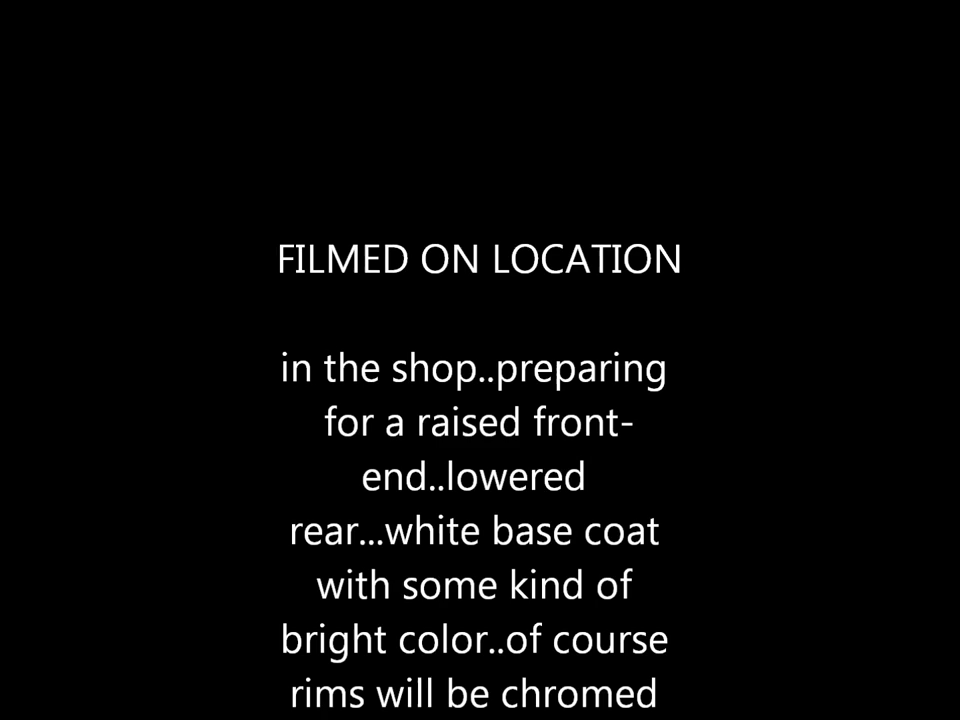 FILMED ON LOCATION
in the shop..preparing
for a raised front-
end..lowered
rear...white base coat
with some kind of
bright color..of course
rims will be chromed